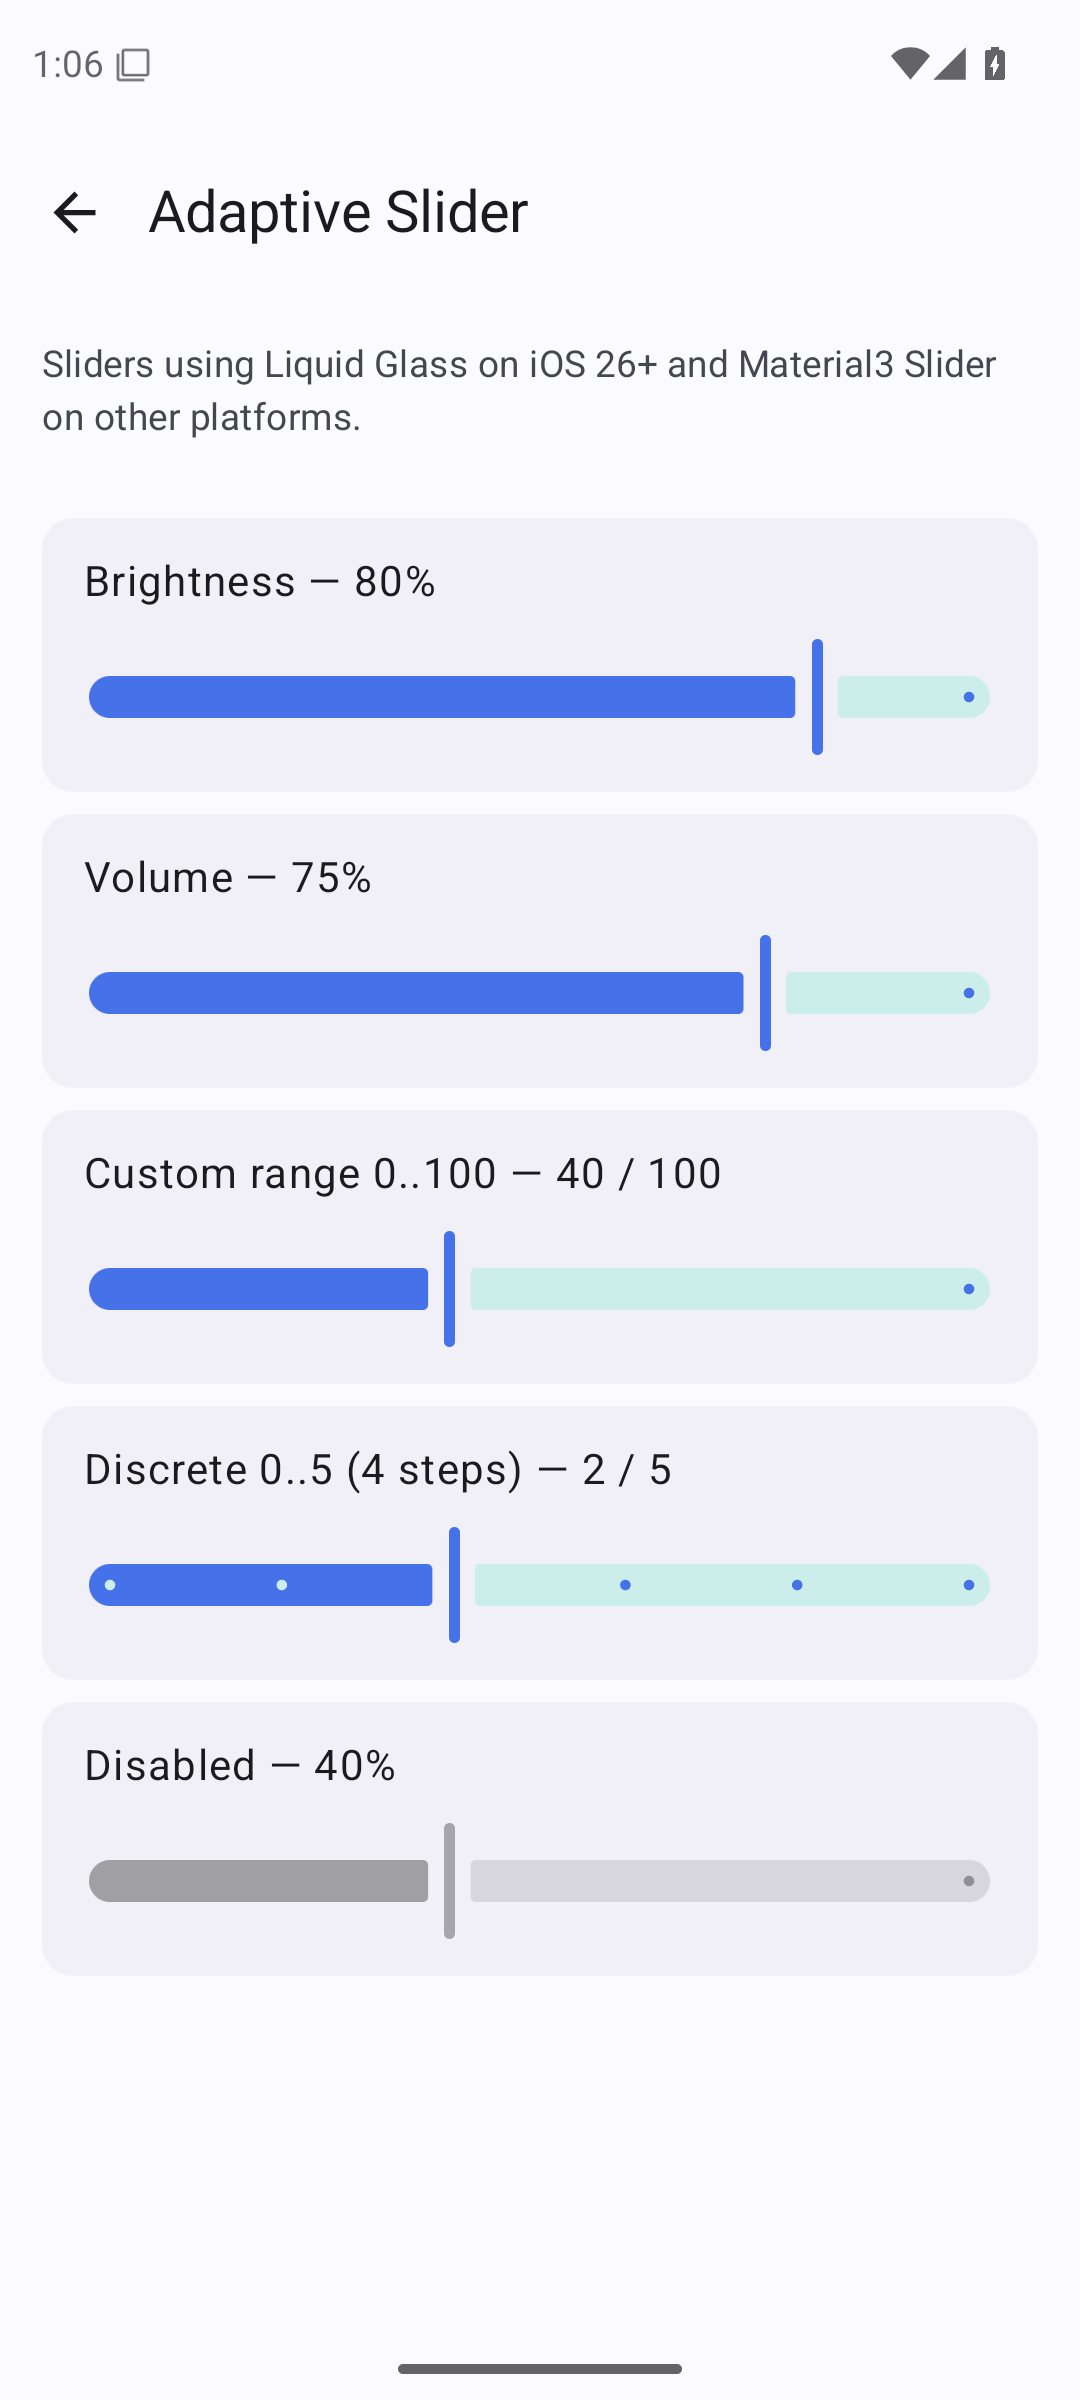 1:06
Adaptive Slider
Sliders using Liquid Glass on iOS 26+ and Material3 Slider
on other platforms.
Brightness — 80%
Volume — 75%
Custom range 0..100 — 40 / 100
Discrete 0..5 (4 steps) — 2 / 5
Disabled — 40%